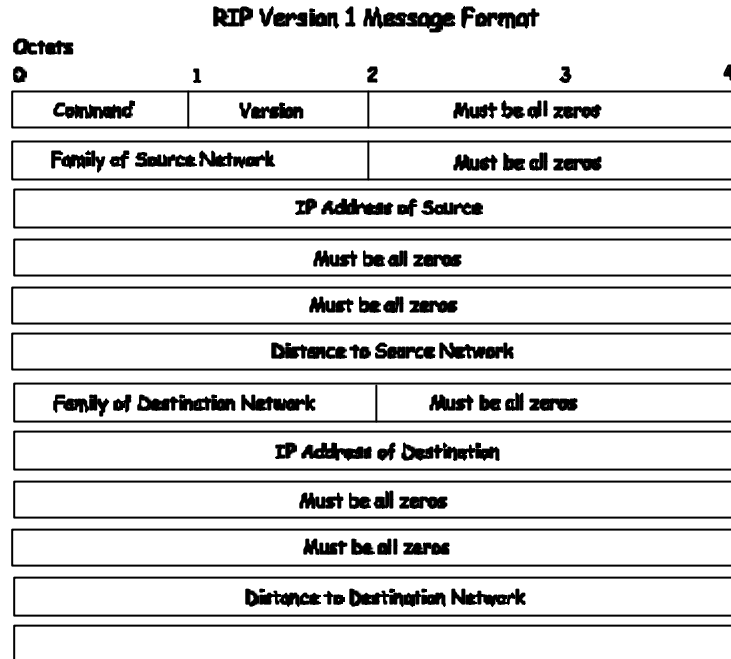 RIP Version 1 Message Format
Octets
0 1 2 3 4
Command Version Must be all zeros
Family of Source Network Must be all zeros
IP Address of Source
Must be all zeros
Must be all zeros
Distance to Source Network
Family of Destination Network Must be all zeros
IP Address of Destination
Must be all zeros
Must be all zeros
Distance to Destination Network